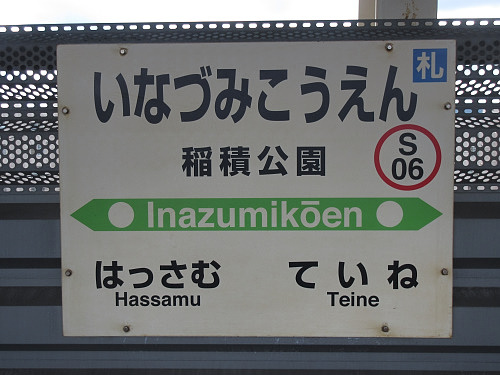 札
いなづみこうえん
稲積公園
S
06
Inazumikōen
はっさむ ていね
Hassamu Teine